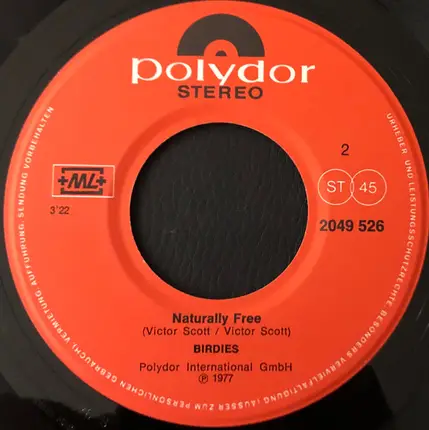 polydor
STEREO
2
+ML+
ST 45
3'22
2049 526
Naturally Free
(Victor Scott / Victor Scott)
BIRDIES
Polydor International GmbH
℗ 1977
URHEBER- UND LEISTUNGSSCHUTZRECHTE BESONDERS VERVIELFÄLTIGUNG (AUSSER ZUM PERSÖNLICHEN GEBRAUCH), VERMIETUNG, AUFFÜHRUNG, SENDUNG VORBEHALTEN